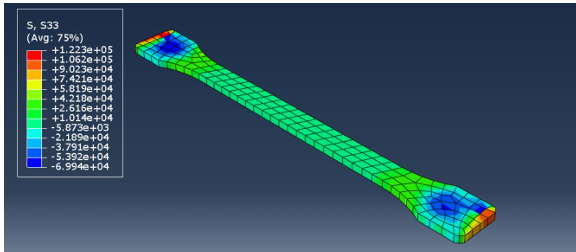 S, S33
(Avg: 75%)
+1.223e+05
+1.062e+05
+9.023e+04
+7.421e+04
+5.819e+04
+4.218e+04
+2.616e+04
+1.014e+04
-5.873e+03
-2.189e+04
-3.791e+04
-5.392e+04
-6.994e+04